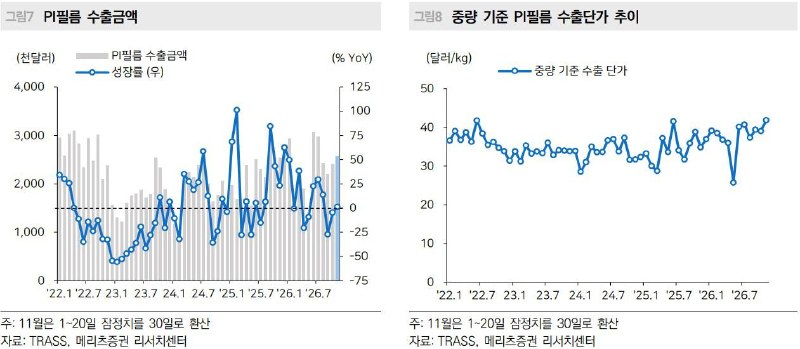 그림7 PI필름 수출금액
(천달러)
(% YoY)
PI필름 수출금액
성장률 (우)
4,000
3,000
2,000
1,000
0
125
100
75
50
25
0
−25
−50
−75
'22.1 '22.7 23.1 '23.7 24.1 24.7 '25.1 '25.7 '26.1 '26.7
주: 11월은 1~20일 잠정치를 30일로 환산
자료: TRASS, 메리츠증권 리서치센터
그림8 중량 기준 PI필름 수출단가 추이
(달러/kg)
중량 기준 수출 단가
50
40
30
20
10
0
'22.1 '22.7 23.1 '23.7 24.1 24.7 '25.1 '25.7 '26.1 '26.7
주: 11월은 1~20일 잠정치를 30일로 환산
자료: TRASS, 메리츠증권 리서치센터